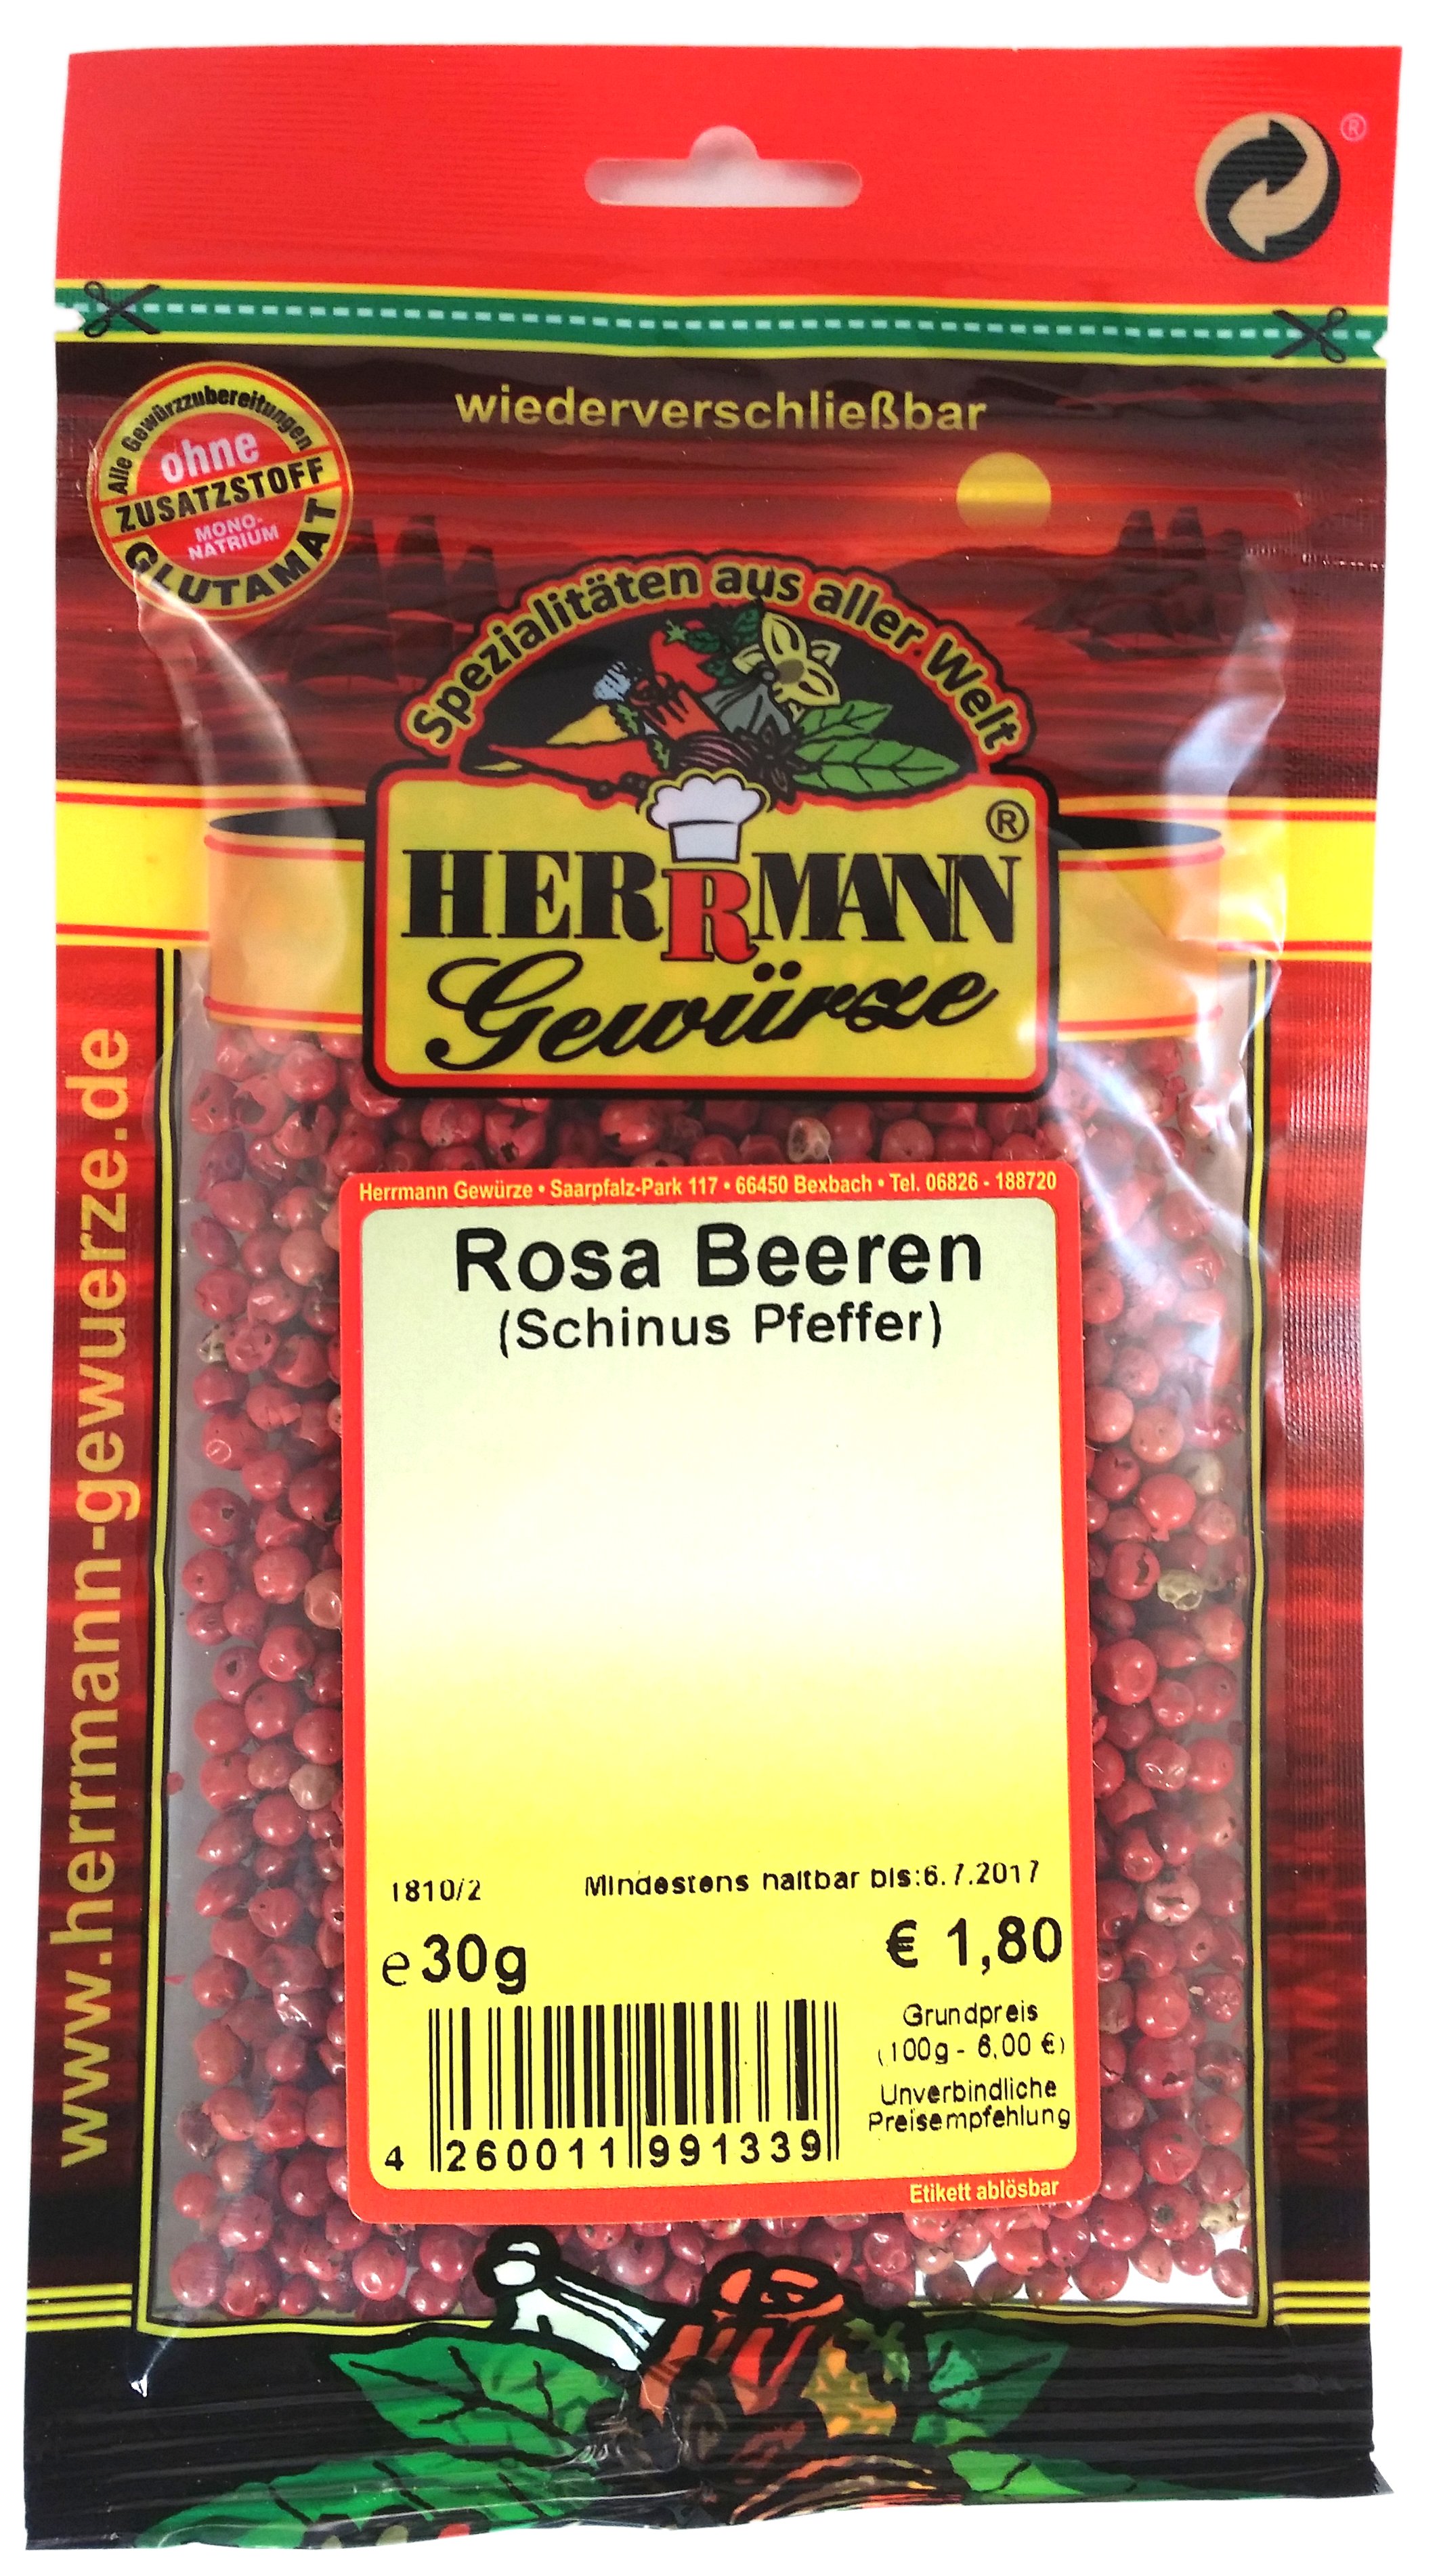 ®
wiederverschließbar
Alle Gewürzzubereitungen
ohne
ZUSATZSTOFF
MONO-
NATRIUM
GLUTAMAT
Spezialitäten aus aller Welt
HERRMANN®
Gewürze
www.herrmann-gewuerze.de
Herrmann Gewürze • Saarpfalz-Park 117 • 66450 Bexbach • Tel. 06826 - 188720
Rosa Beeren
(Schinus Pfeffer)
1810/2 Mindestens haltbar bis:6.7.2017
e 30g € 1,80
Grundpreis
(100g - 6,00 €)
Unverbindliche
Preisempfehlung
4 260011 991339
Etikett ablösbar